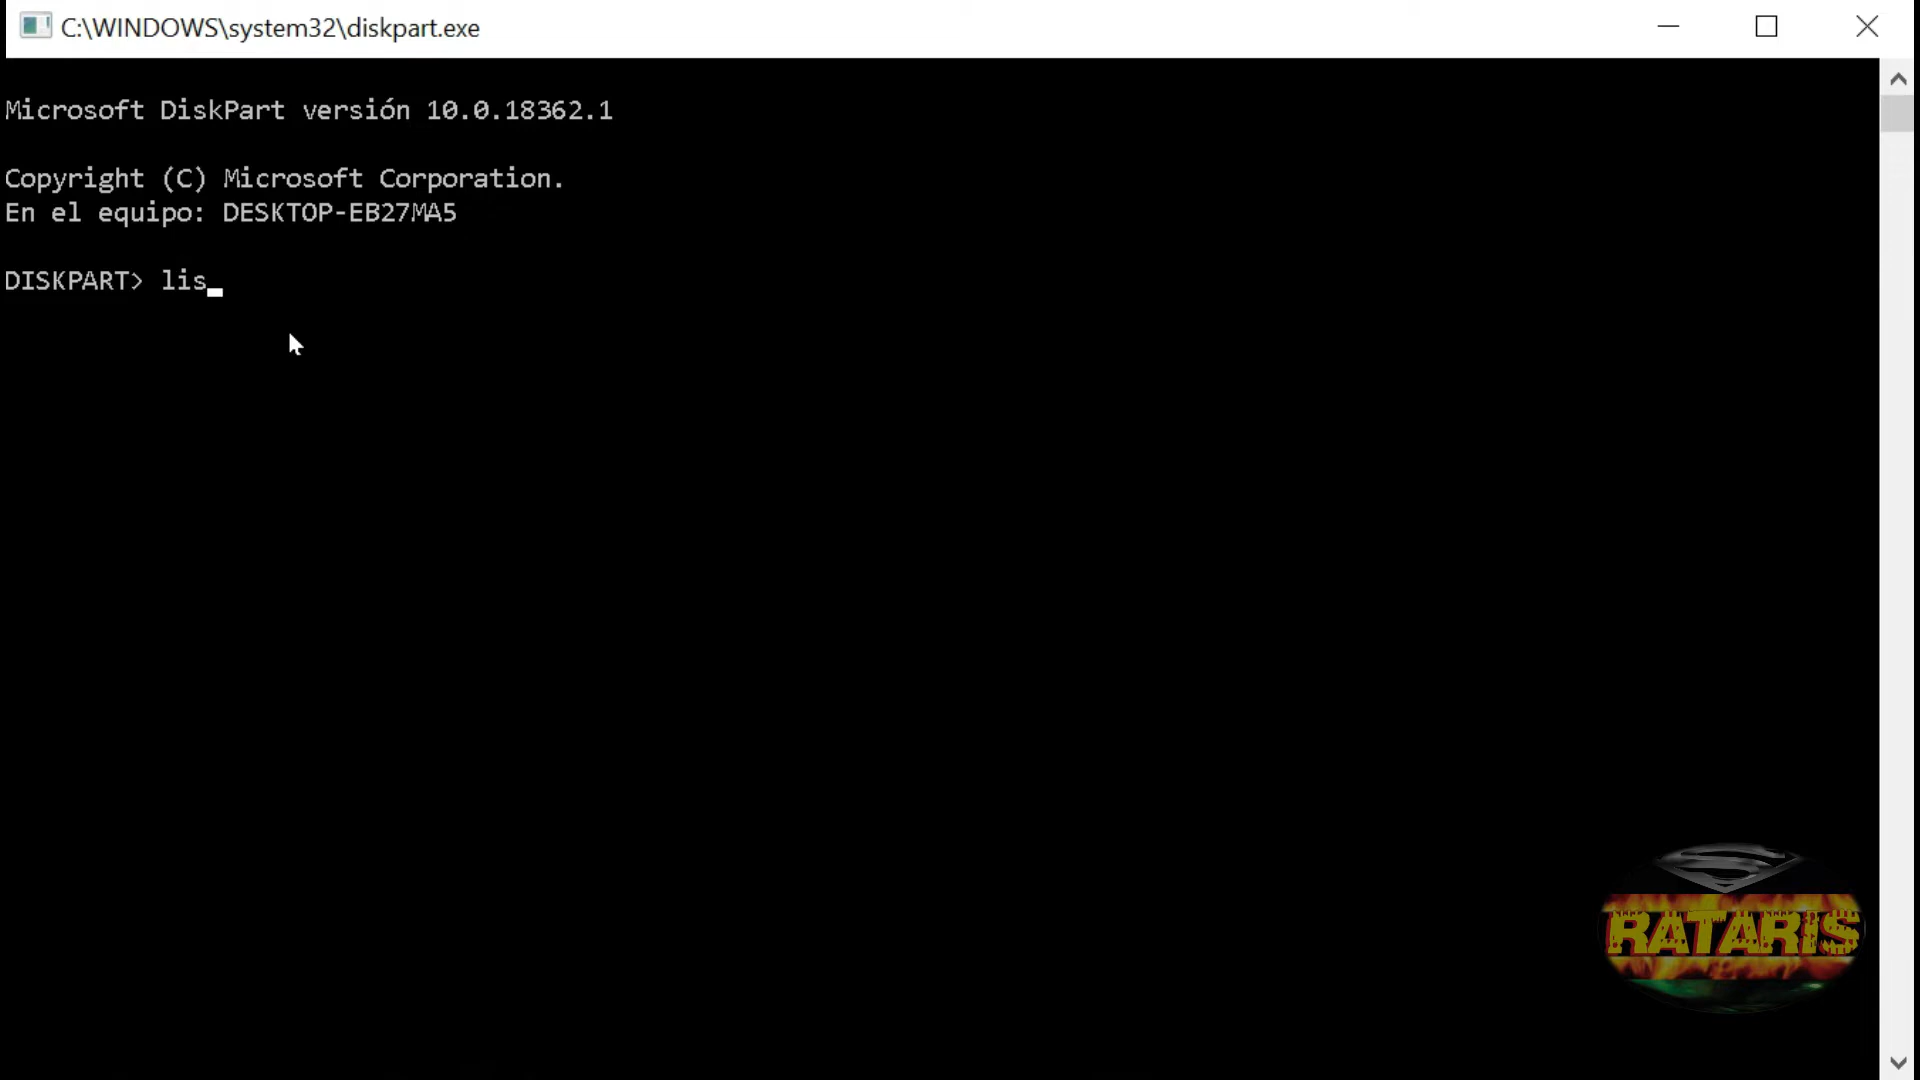 C:\WINDOWS\system32\diskpart.exe
Microsoft DiskPart versión 10.0.18362.1
Copyright (C) Microsoft Corporation.
En el equipo: DESKTOP-EB27MA5
DISKPART> lis
RATARIS